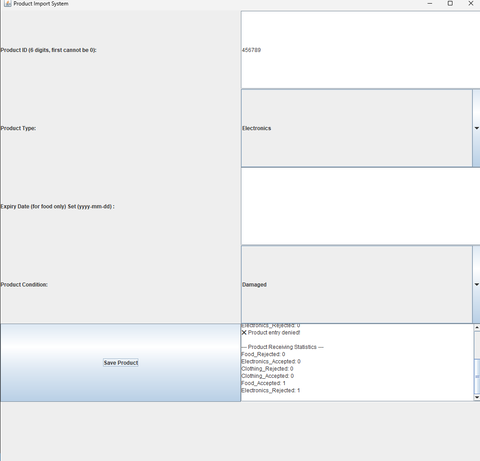 Product Import System
Product ID (6 digits, first cannot be 0):
456789
Product Type:
Electronics
Expiry Date (for food only) Set (yyyy-mm-dd) :
Product Condition:
Damaged
Save Product
Electronics_Rejected: 0
❌ Product entry denied!
--- Product Receiving Statistics ---
Food_Rejected: 0
Electronics_Accepted: 0
Clothing_Rejected: 0
Clothing_Accepted: 0
Food_Accepted: 1
Electronics_Rejected: 1